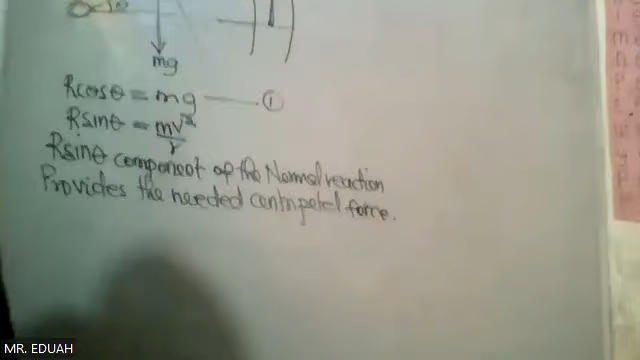 mg
Rcosθ = mg —— ①
Rsinθ = mv²/r
Rsinθ component of the Normal reaction
Provides the needed centripetal force.
MR. EDUAH